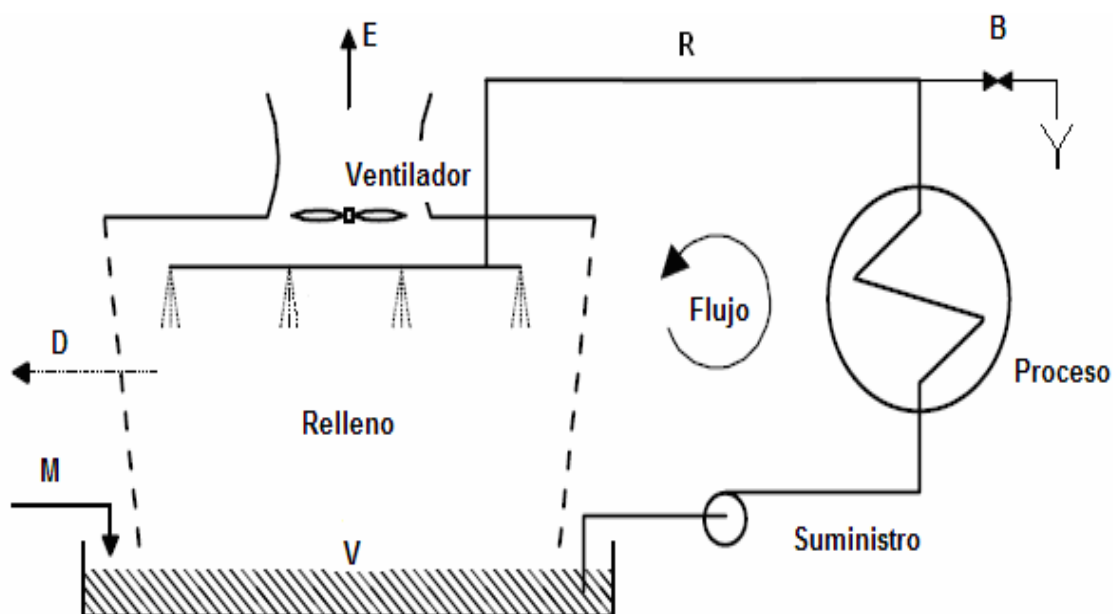 E
R
B
Ventilador
D
Flujo
Proceso
Relleno
M
V
Suministro